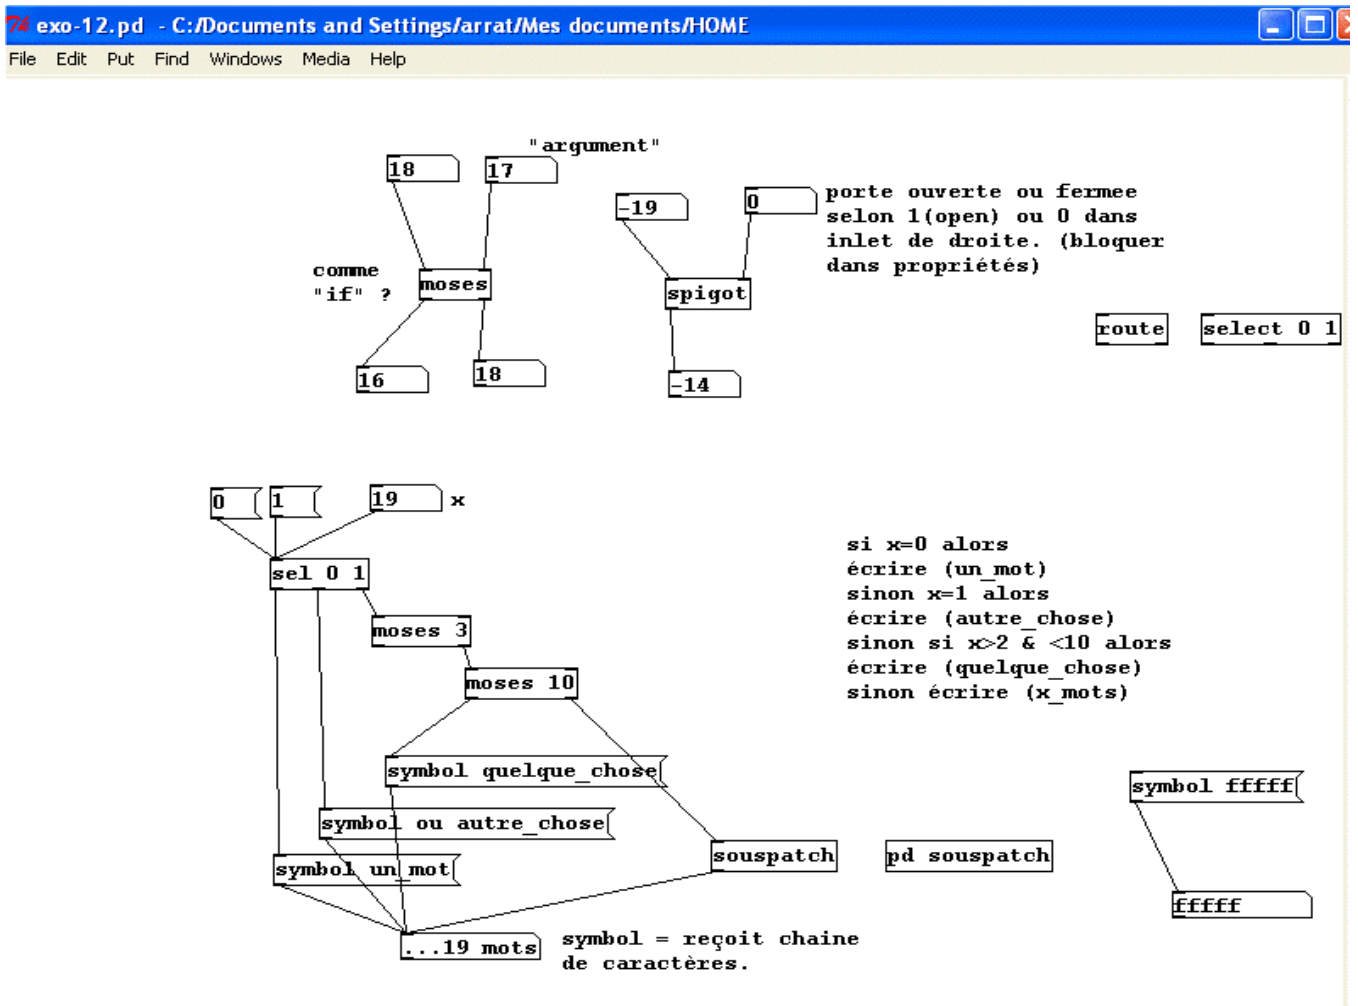 7% exo-12.pd - C:/Documents and Settings/arrat/Mes documents/HOME
File Edit Put Find Windows Media Help
"argument"
18
17
-19
0
porte ouverte ou fermee
selon 1(open) ou 0 dans
inlet de droite. (bloquer
dans propriétés)
comme
"if" ?
moses
spigot
route
select 0 1
16
18
-14
0
1
19
x
sel 0 1
moses 3
moses 10
si x=0 alors
écrire (un_mot)
sinon x=1 alors
écrire (autre_chose)
sinon si x>2 & <10 alors
écrire (quelque_chose)
sinon écrire (x_mots)
symbol quelque_chose
symbol ou autre_chose
symbol un_mot
souspatch
pd souspatch
symbol fffff
fffff
...19 mots
symbol = reçoit chaine
de caractères.